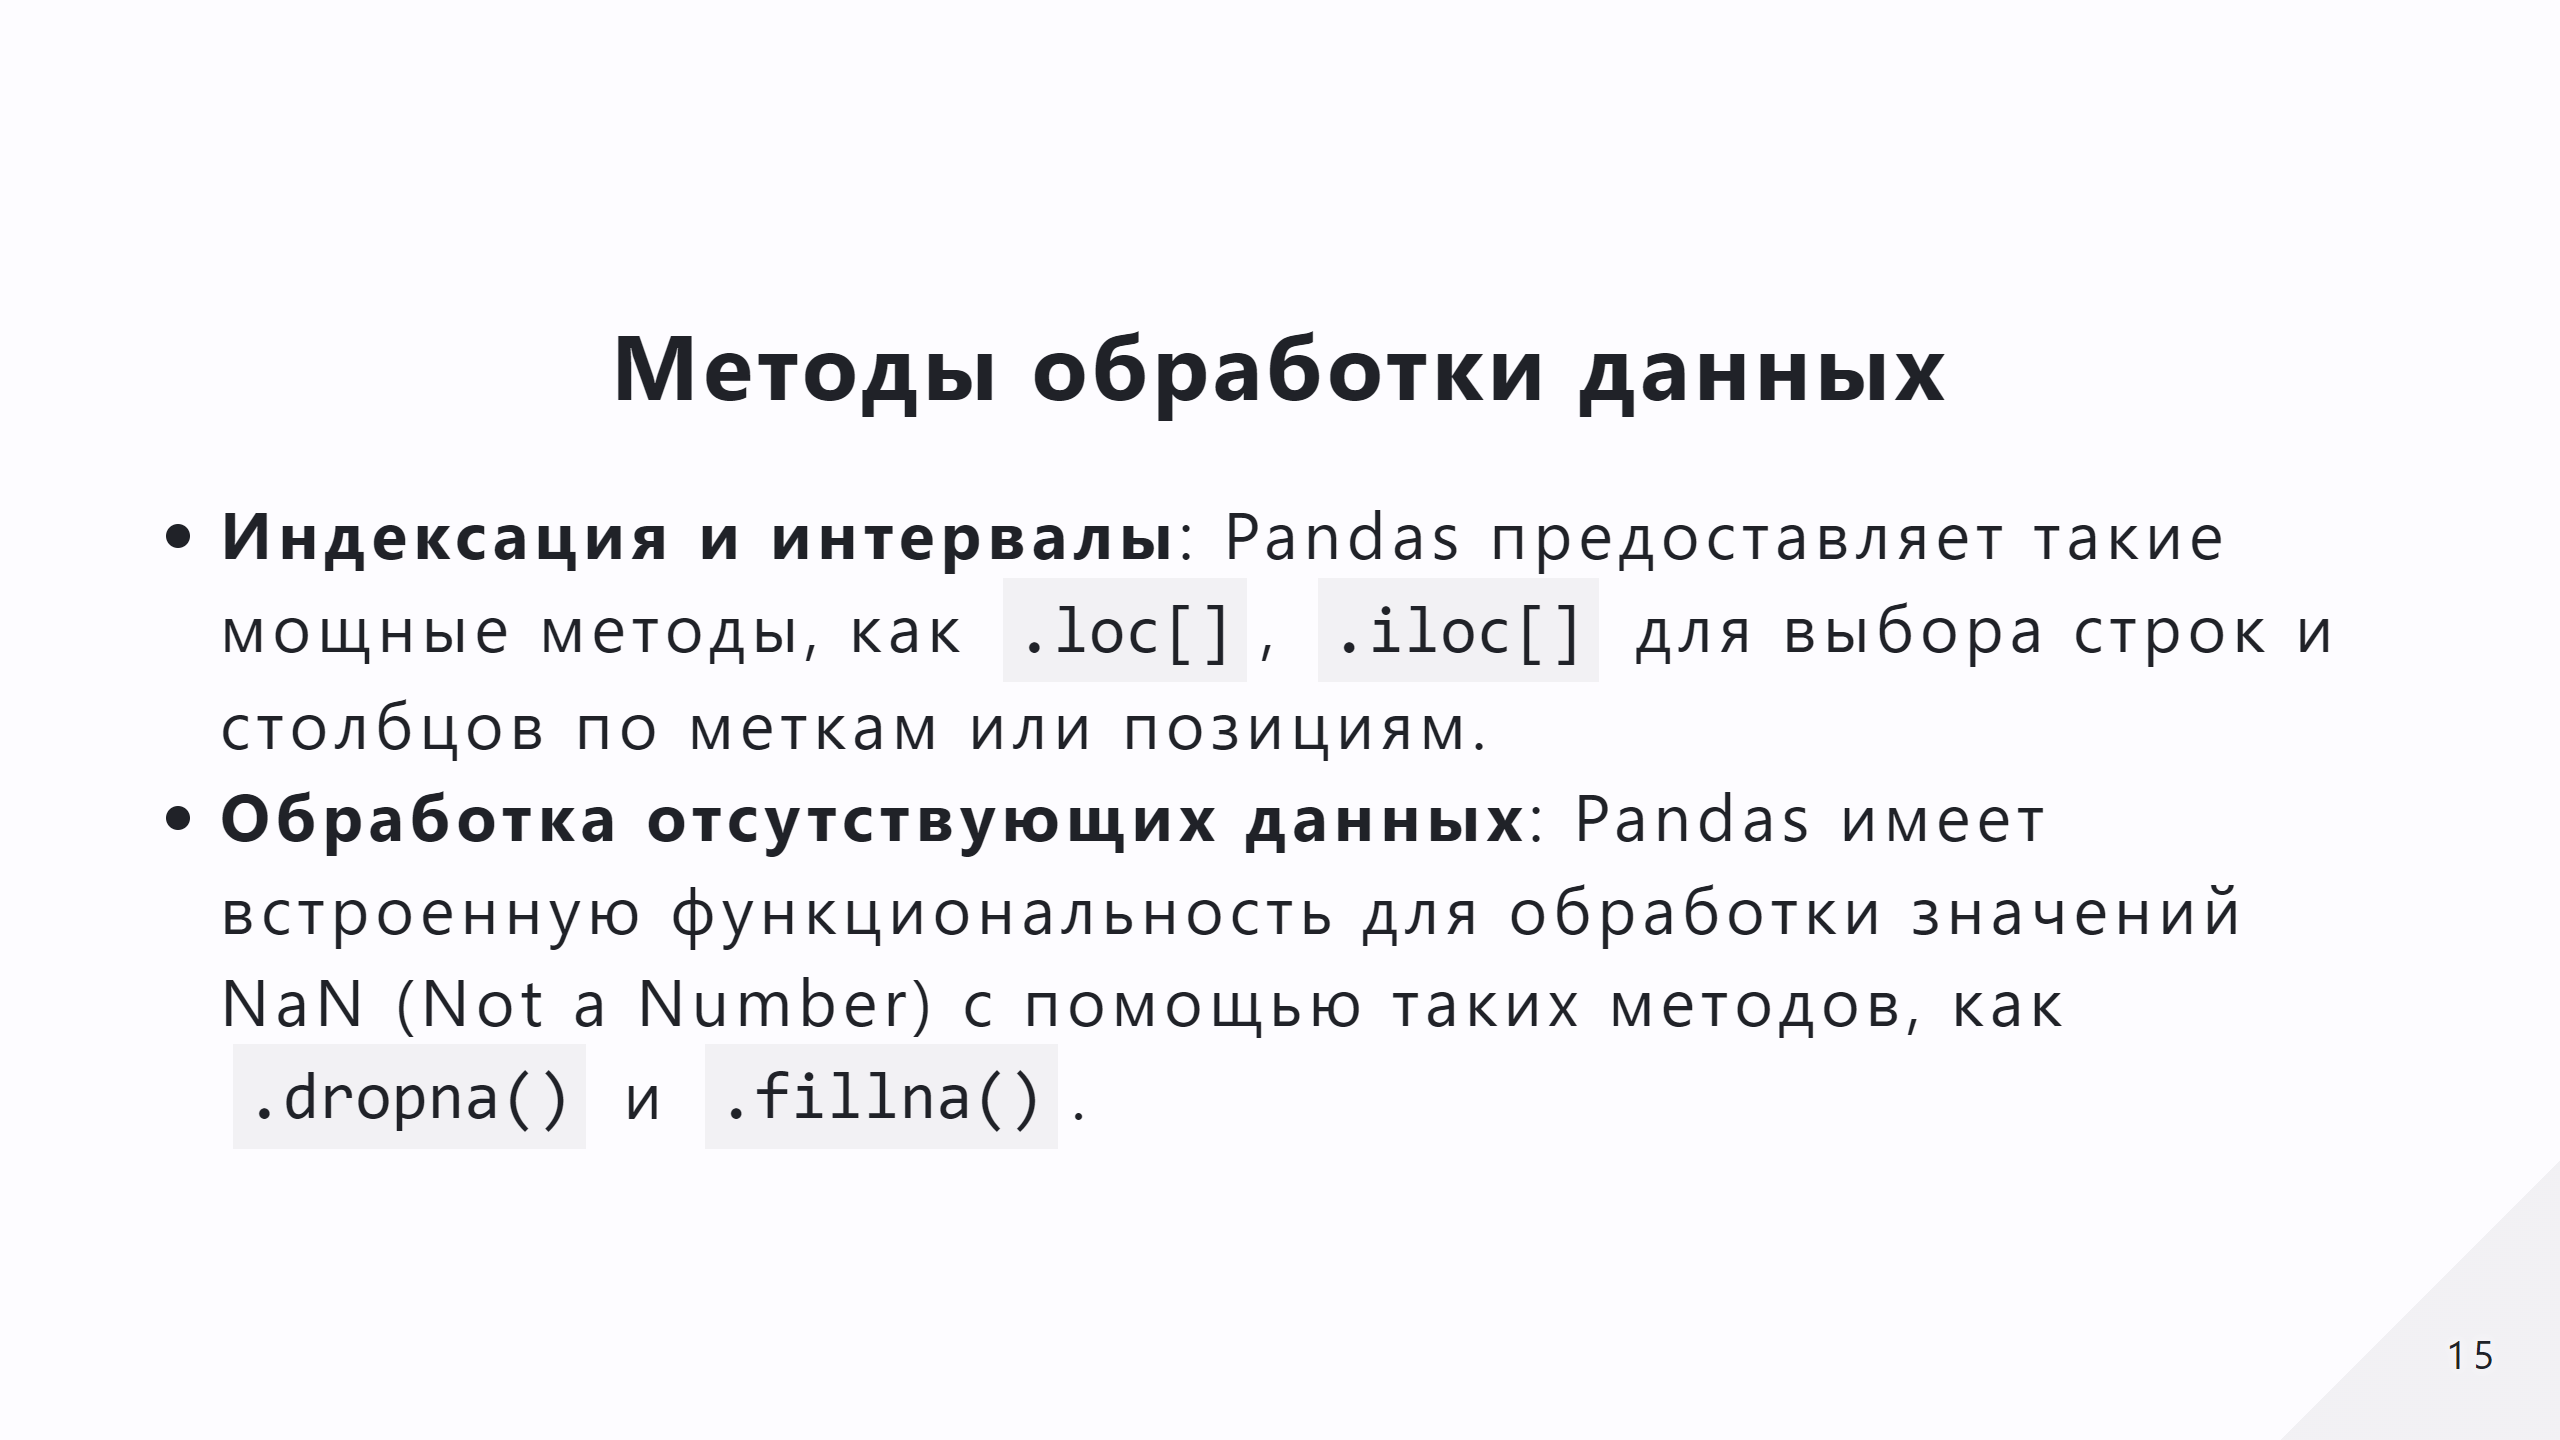 Методы обработки данных
• Индексация и интервалы: Pandas предоставляет такие
мощные методы, как .loc[], .iloc[] для выбора строк и
столбцов по меткам или позициям.
• Обработка отсутствующих данных: Pandas имеет
встроенную функциональность для обработки значений
NaN (Not a Number) с помощью таких методов, как
.dropna() и .fillna().
15